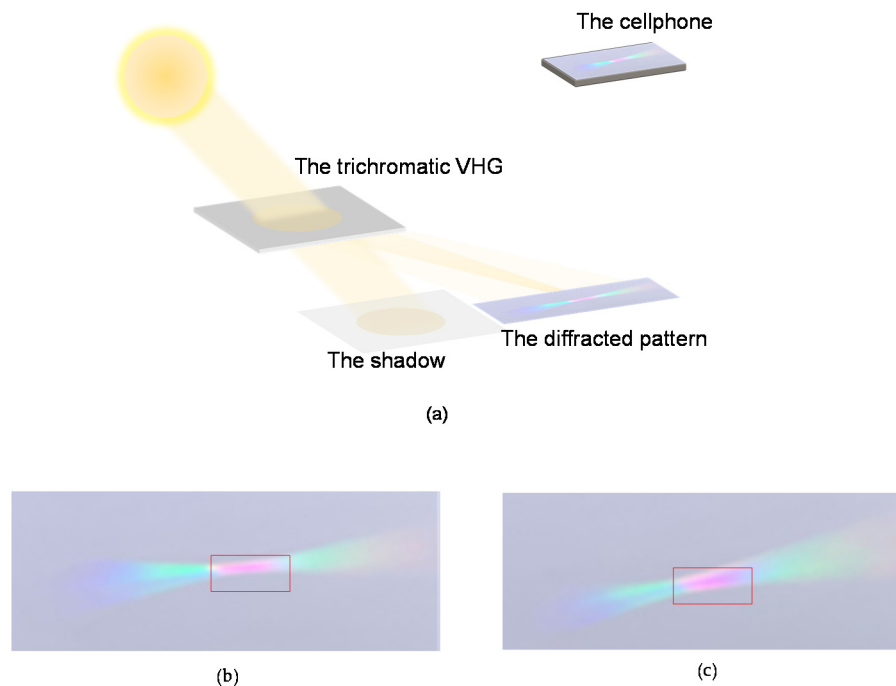 The cellphone
The trichromatic VHG
The diffracted pattern
The shadow
(a)
(b)
(c)